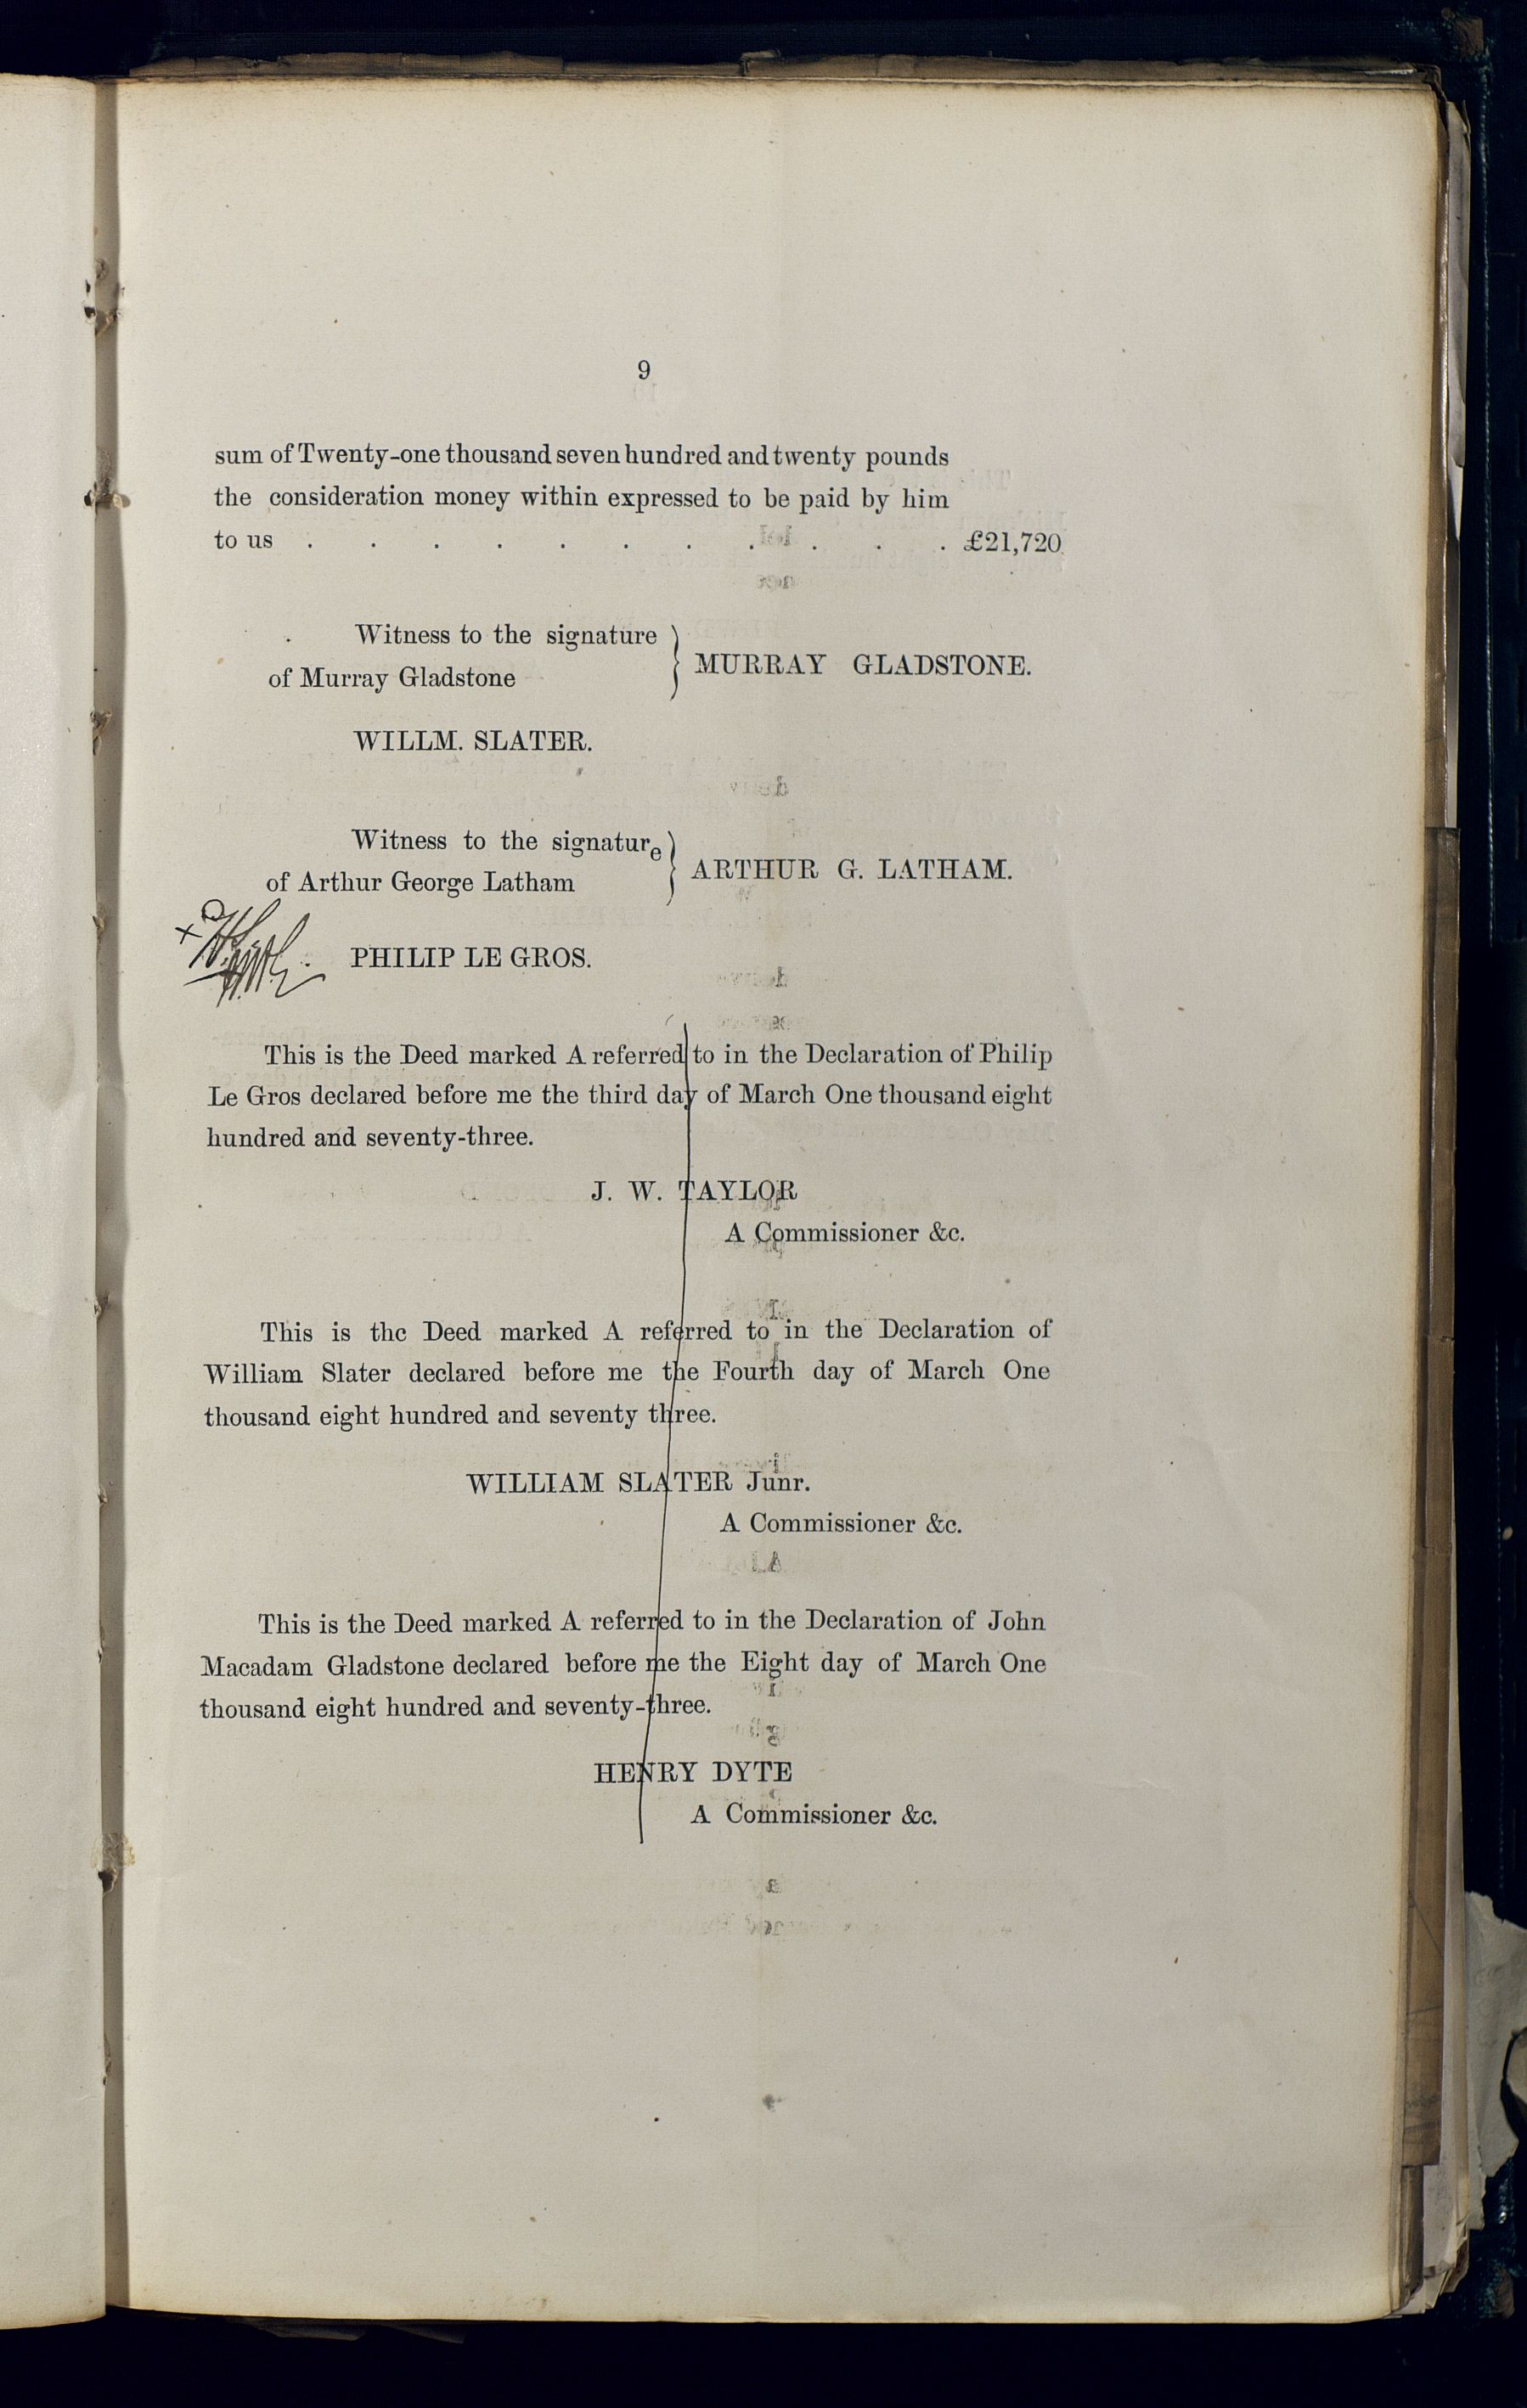 9
sum of Twenty-one thousand seven hundred and twenty pounds
the consideration money within expressed to be paid by him
to us . . . . . . . . . . . £21,720
Witness to the signature
of Murray Gladstone
} MURRAY GLADSTONE.
WILLM. SLATER.
Witness to the signature
of Arthur George Latham
} ARTHUR G. LATHAM.
PHILIP LE GROS.
This is the Deed marked A referred to in the Declaration of Philip
Le Gros declared before me the third day of March One thousand eight
hundred and seventy-three.
J. W. TAYLOR
A Commissioner &c.
This is thc Deed marked A referred to in the Declaration of
William Slater declared before me the Fourth day of March One
thousand eight hundred and seventy three.
WILLIAM SLATER Junr.
A Commissioner &c.
This is the Deed marked A referred to in the Declaration of John
Macadam Gladstone declared before me the Eight day of March One
thousand eight hundred and seventy-three.
HENRY DYTE
A Commissioner &c.